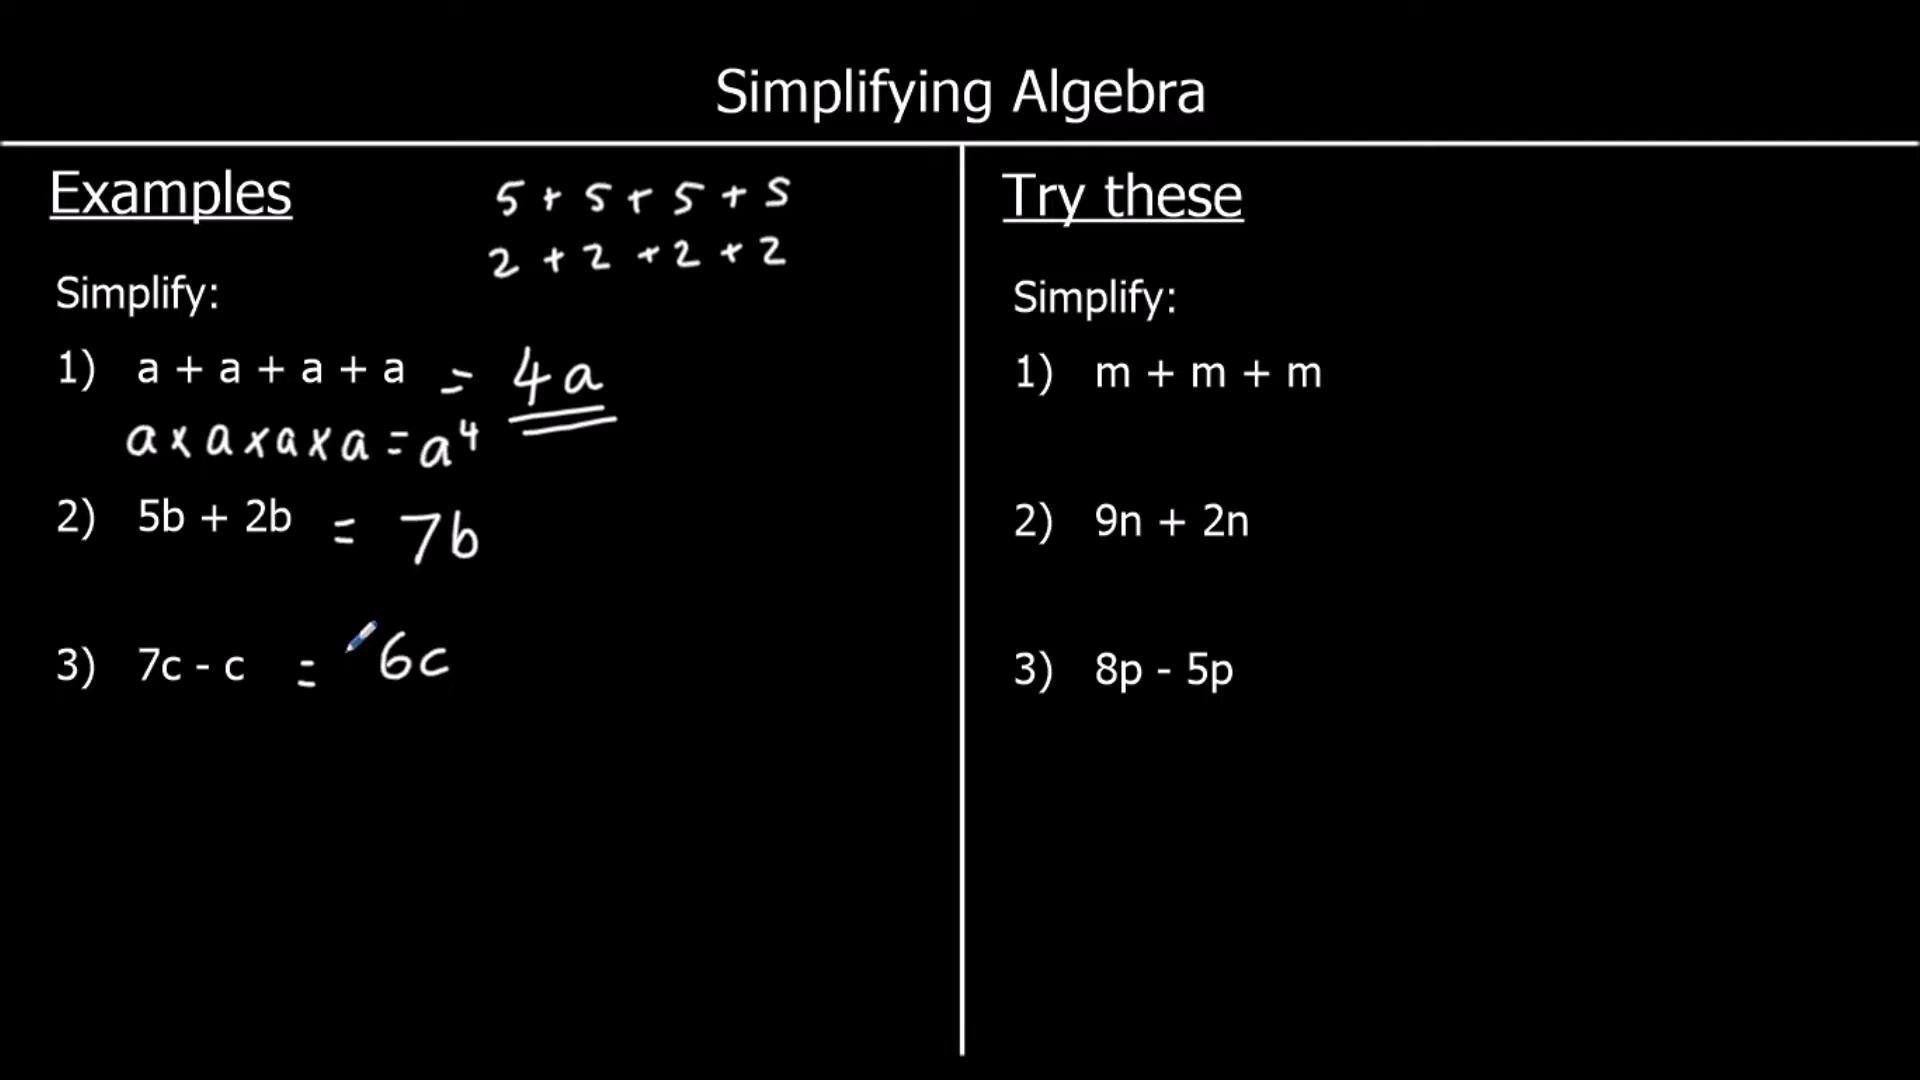 Simplifying Algebra
Examples
5 + 5 + 5 + 5
2 + 2 + 2 + 2
Simplify:
1) a + a + a + a = 4a
a × a × a × a = a⁴
2) 5b + 2b = 7b
3) 7c - c = 6c
Try these
Simplify:
1) m + m + m
2) 9n + 2n
3) 8p - 5p